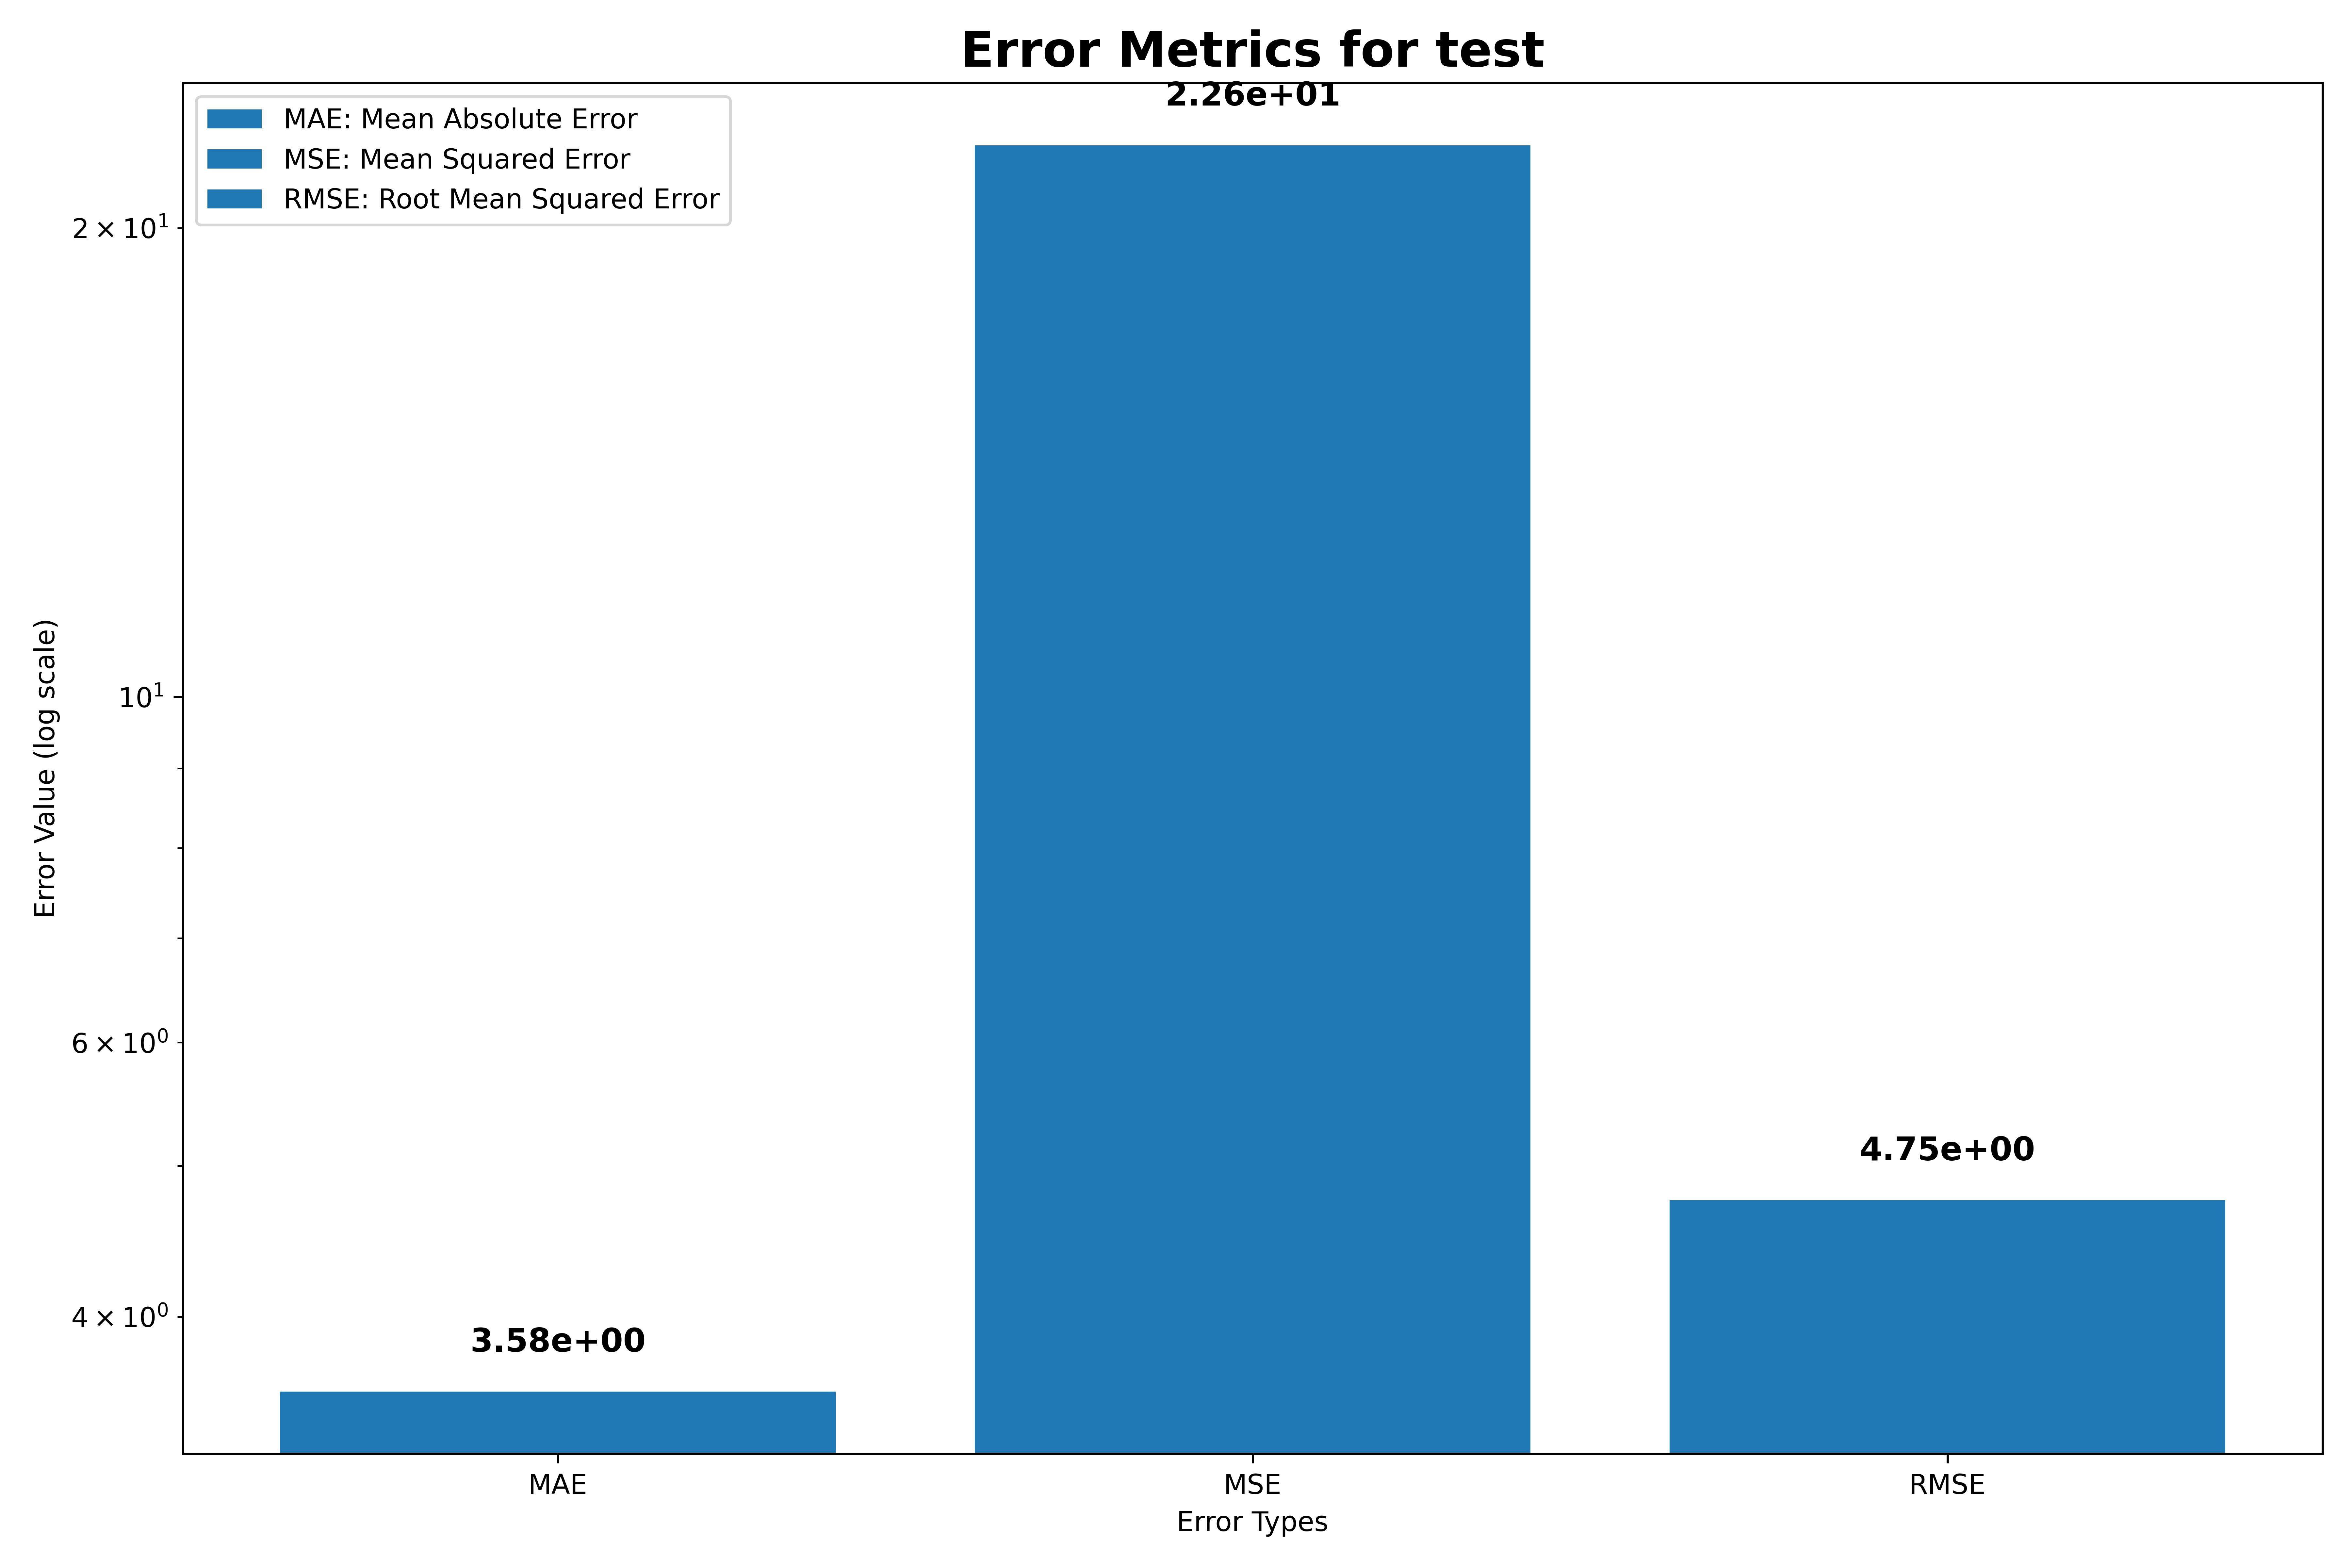 Error Metrics for test
2.26e+01
MAE: Mean Absolute Error
MSE: Mean Squared Error
RMSE: Root Mean Squared Error
2 × 10¹
10¹
6 × 10⁰
4 × 10⁰
Error Value (log scale)
4.75e+00
3.58e+00
MAE
MSE
RMSE
Error Types